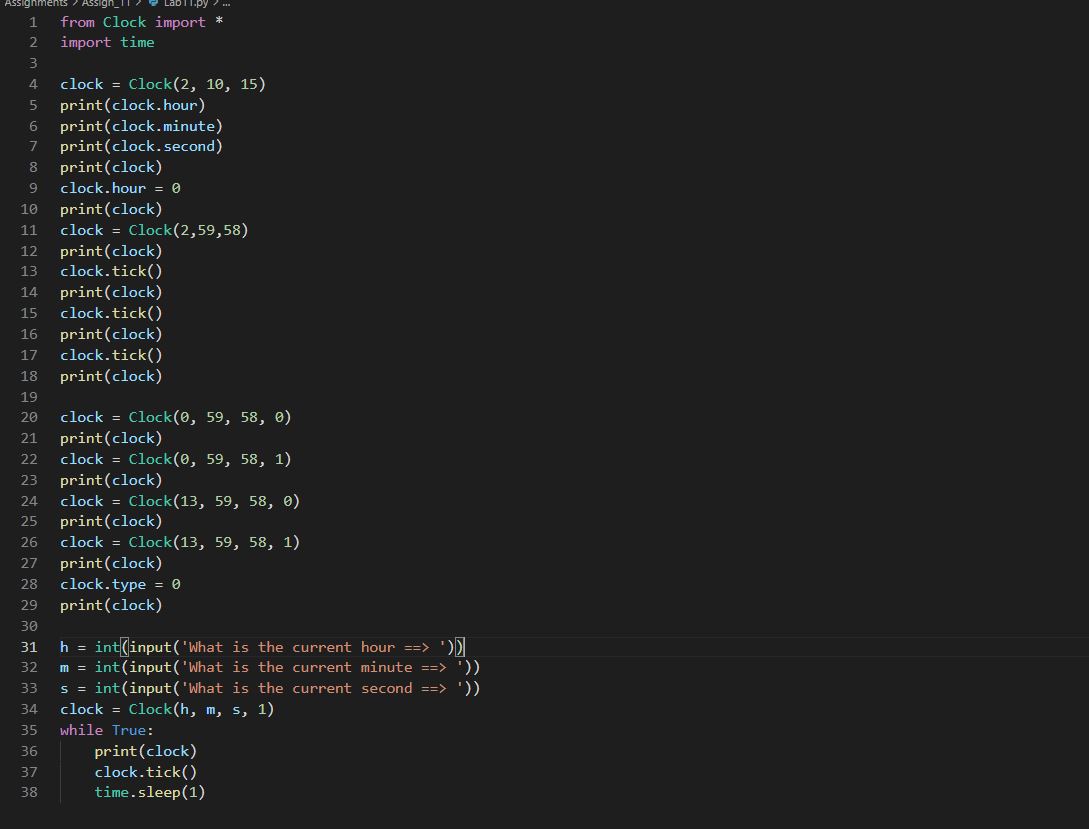 Assignments > Assign_11 > Lab11.py > ...
1 from Clock import *
2 import time
3
4 clock = Clock(2, 10, 15)
5 print(clock.hour)
6 print(clock.minute)
7 print(clock.second)
8 print(clock)
9 clock.hour = 0
10 print(clock)
11 clock = Clock(2,59,58)
12 print(clock)
13 clock.tick()
14 print(clock)
15 clock.tick()
16 print(clock)
17 clock.tick()
18 print(clock)
19
20 clock = Clock(0, 59, 58, 0)
21 print(clock)
22 clock = Clock(0, 59, 58, 1)
23 print(clock)
24 clock = Clock(13, 59, 58, 0)
25 print(clock)
26 clock = Clock(13, 59, 58, 1)
27 print(clock)
28 clock.type = 0
29 print(clock)
30
31 h = int(input('What is the current hour ==> '))
32 m = int(input('What is the current minute ==> '))
33 s = int(input('What is the current second ==> '))
34 clock = Clock(h, m, s, 1)
35 while True:
36     print(clock)
37     clock.tick()
38     time.sleep(1)